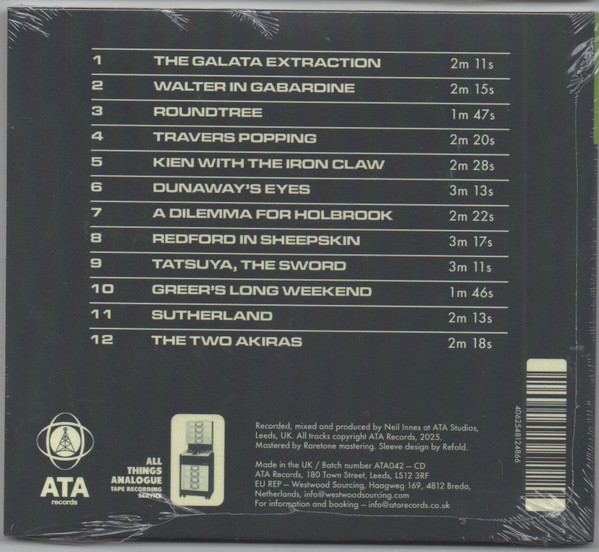 1 THE GALATA EXTRACTION 2m 11s
2 WALTER IN GABARDINE 2m 15s
3 ROUNDTREE 1m 47s
4 TRAVERS POPPING 2m 20s
5 KIEN WITH THE IRON CLAW 2m 28s
6 DUNAWAY'S EYES 3m 13s
7 A DILEMMA FOR HOLBROOK 2m 22s
8 REDFORD IN SHEEPSKIN 3m 17s
9 TATSUYA, THE SWORD 3m 11s
10 GREER'S LONG WEEKEND 1m 46s
11 SUTHERLAND 2m 13s
12 THE TWO AKIRAS 2m 18s
ATA
records
ALL
THINGS
ANALOGUE
TAPE RECORDING
SERVICE
Recorded, mixed and produced by Neil Innes at ATA Studios,
Leeds, UK. All tracks copyright ATA Records, 2025.
Mastered by Raretone mastering. Sleeve design by Refold.
Made in the UK / Batch number ATA042 – CD
ATA Records, 180 Town Street, Leeds, LS12 3RF
EU REP – Westwood Sourcing, Haagweg 169, 4812 Breda,
Netherlands, info@westwoodsourcing.com
For information and booking – info@atarecords.co.uk
4062548124866